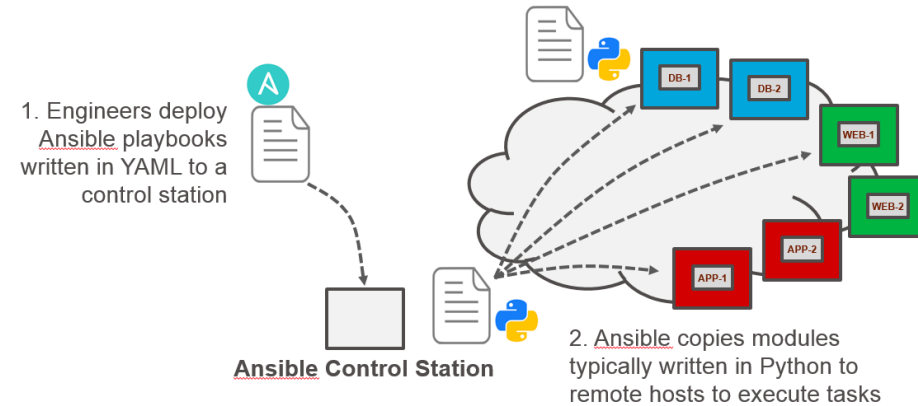 1. Engineers deploy
Ansible playbooks
written in YAML to a
control station
A
DB-1
DB-2
WEB-1
WEB-2
APP-2
APP-1
Ansible Control Station
2. Ansible copies modules
typically written in Python to
remote hosts to execute tasks